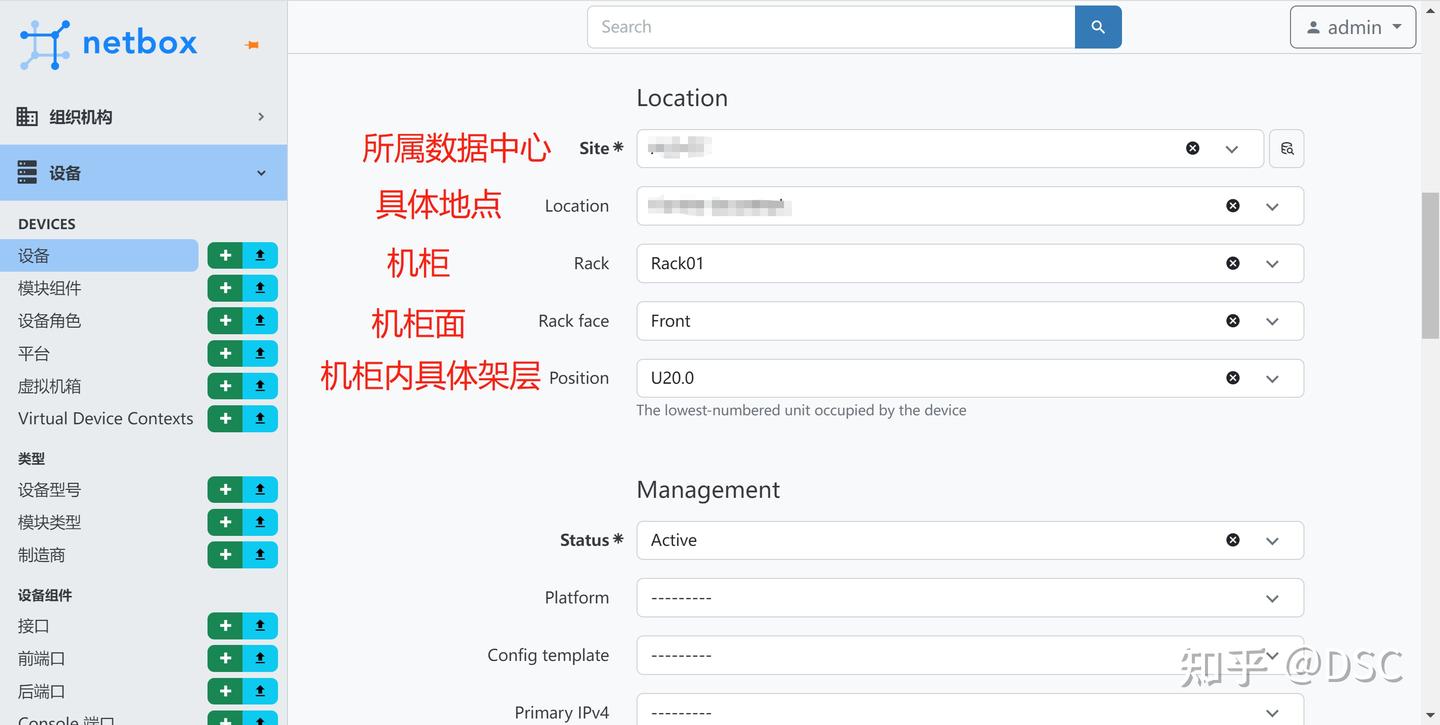 netbox
Search
admin
组织机构
设备
DEVICES
设备
模块组件
设备角色
平台
虚拟机箱
Virtual Device Contexts
类型
设备型号
模块类型
制造商
设备组件
接口
前端口
后端口
Console 端口
Location
所属数据中心 Site*
具体地点 Location
机柜 Rack Rack01
机柜面 Rack face Front
机柜内具体架层 Position U20.0
The lowest-numbered unit occupied by the device
Management
Status* Active
Platform ---------
Config template ---------
Primary IPv4 ---------
知乎 @DSC